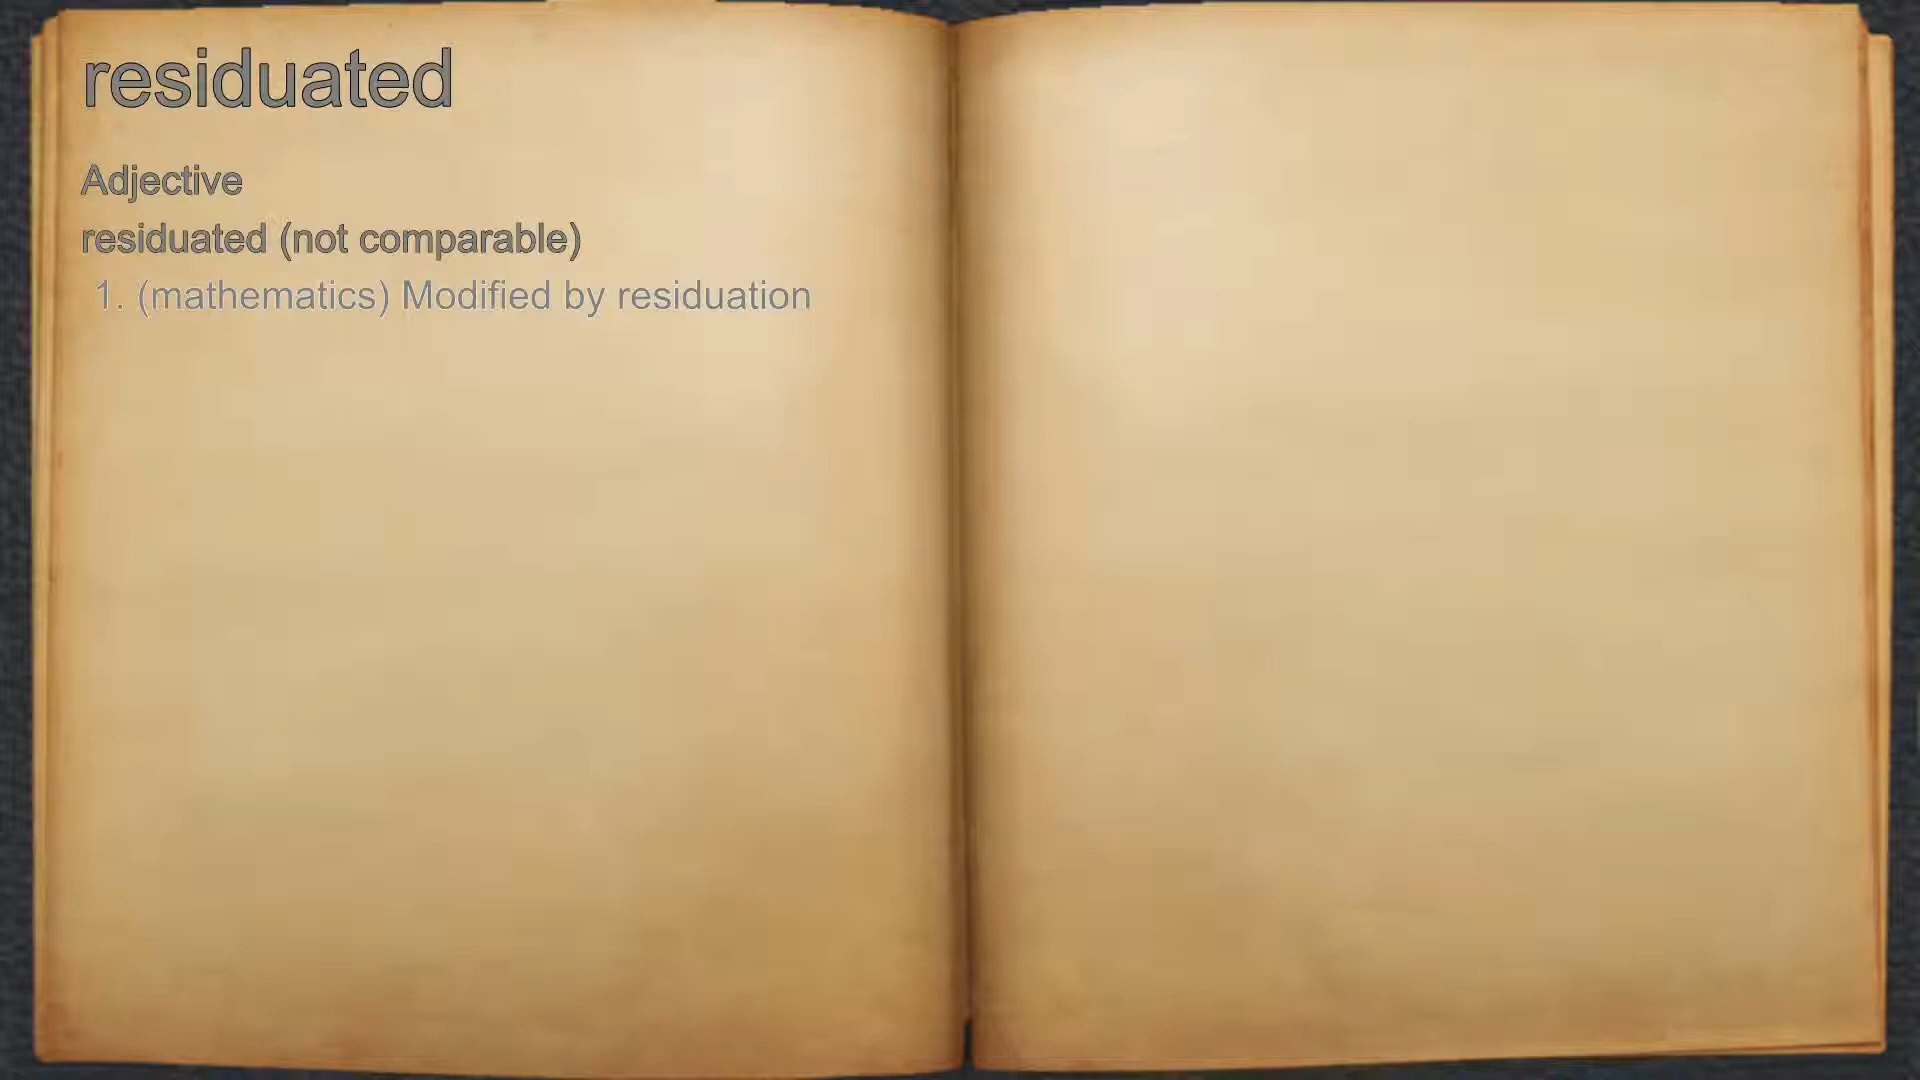 residuated
Adjective
residuated (not comparable)
1. (mathematics) Modified by residuation